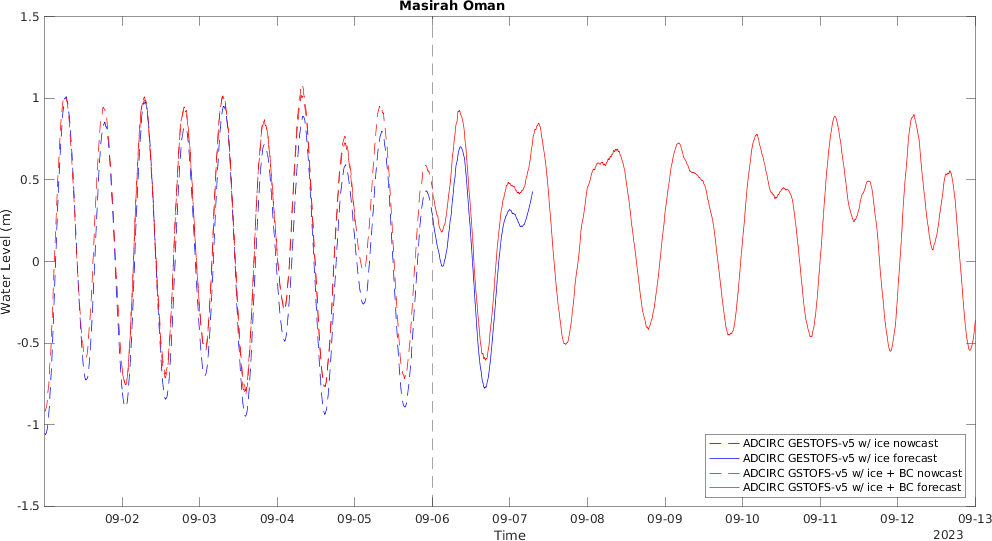 Masirah Oman
1.5
1
0.5
0
-0.5
-1
-1.5
Water Level (m)
09-02 09-03 09-04 09-05 09-06 09-07 09-08 09-09 09-10 09-11 09-12 09-13
Time
2023
ADCIRC GESTOFS-v5 w/ ice nowcast
ADCIRC GESTOFS-v5 w/ ice forecast
ADCIRC GSTOFS-v5 w/ ice + BC nowcast
ADCIRC GSTOFS-v5 w/ ice + BC forecast